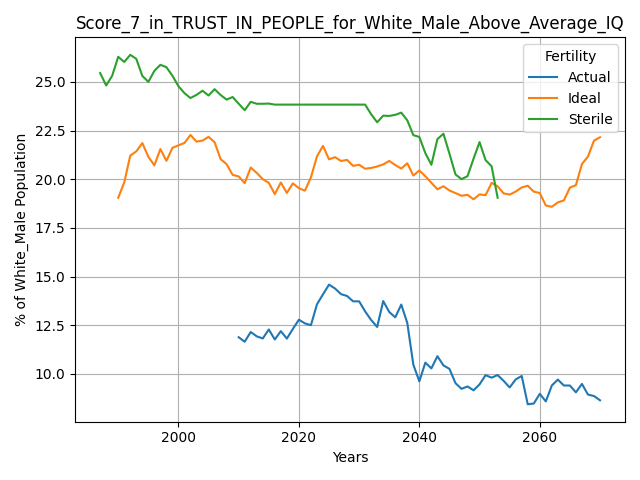 Score_7_in_TRUST_IN_PEOPLE_for_White_Male_Above_Average_IQ
Fertility
Actual
Ideal
Sterile
% of White_Male Population
25.0
22.5
20.0
17.5
15.0
12.5
10.0
2000
2020
2040
2060
Years